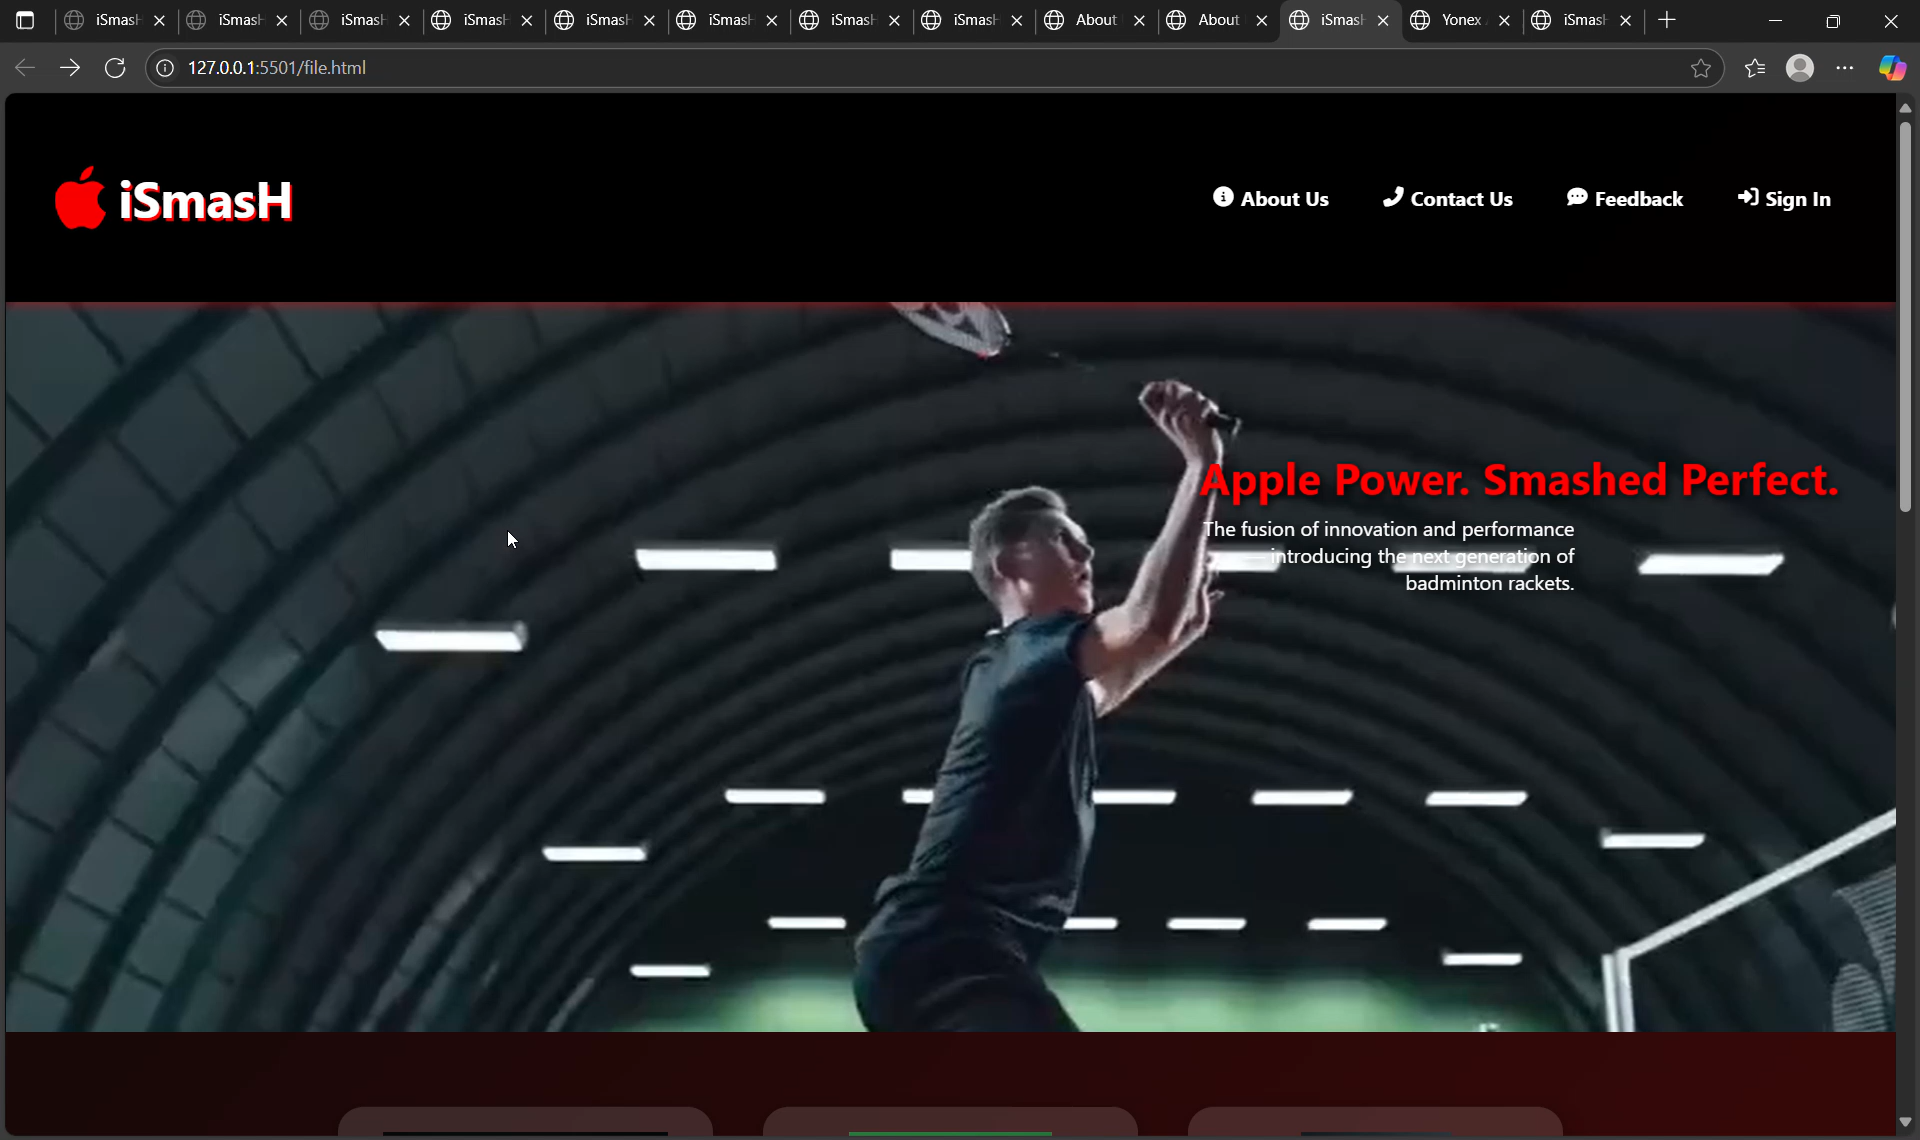 iSmasH
iSmasH
iSmasH
iSmasH
iSmasH
iSmasH
iSmasH
iSmasH
About
About
iSmasH
Yonex
iSmasH
127.0.0.1:5501/file.html
iSmasH
About Us
Contact Us
Feedback
Sign In
Apple Power. Smashed Perfect.
The fusion of innovation and performance
— introducing the next generation of
badminton rackets.